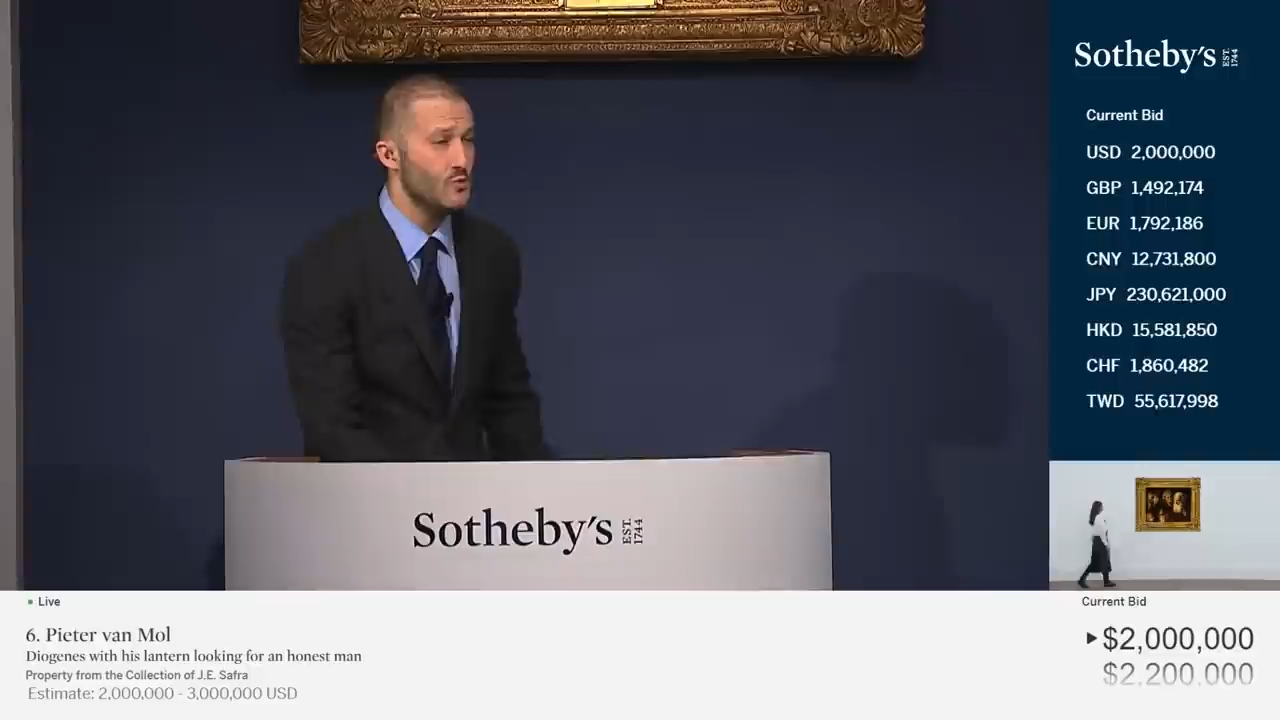 Sotheby's EST. 1744
Current Bid
USD 2,000,000
GBP 1,492,174
EUR 1,792,186
CNY 12,731,800
JPY 230,621,000
HKD 15,581,850
CHF 1,860,482
TWD 55,617,998
Sotheby's EST. 1744
Live
6. Pieter van Mol
Diogenes with his lantern looking for an honest man
Property from the Collection of J.E. Safra
Estimate: 2,000,000 - 3,000,000 USD
Current Bid
$2,000,000
$2,200,000